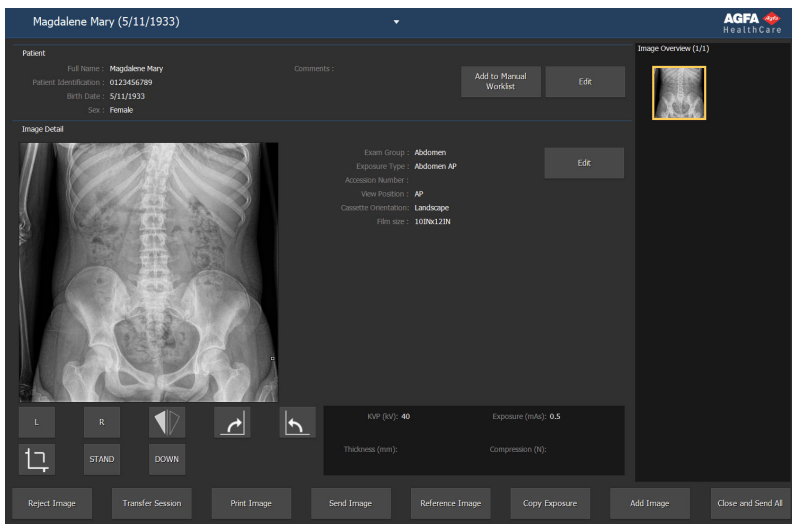 Magdalene Mary (5/11/1933)
AGFA
HealthCare
Patient
Full Name : Magdalene Mary
Comments :
Patient Identification : 0123456789
Birth Date : 5/11/1933
Sex : Female
Add to Manual
Worklist
Edit
Image Overview (1/1)
Image Detail
Exam Group : Abdomen
Exposure Type : Abdomen AP
Accession Number :
View Position : AP
Cassette Orientation: Landscape
Film size : 10INx12IN
Edit
L
R
STAND
DOWN
KVP (kV): 40
Exposure (mAs): 0.5
Thickness (mm):
Compression (N):
Reject Image
Transfer Session
Print Image
Send Image
Reference Image
Copy Exposure
Add Image
Close and Send All